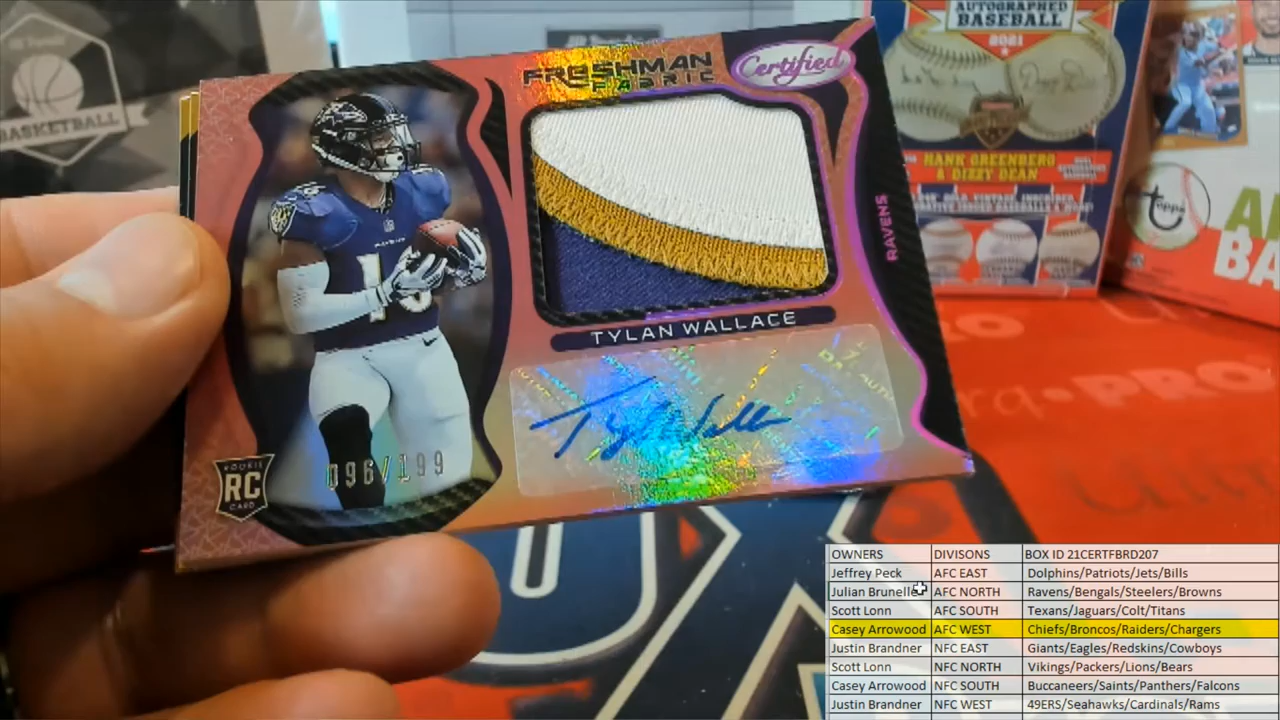 FRESHMAN
FABRIC
Certified
RAVENS
TYLAN WALLACE
096/199
ROOKIE
RC
CARD
BASKETBALL
AUTOGRAPHED
BASEBALL
2021
HANK GREENBERG
& DIZZY DEAN
Topps
OWNERS DIVISONS BOX ID 21CERTFBRD207
Jeffrey Peck AFC EAST Dolphins/Patriots/Jets/Bills
Julian Brunelle AFC NORTH Ravens/Bengals/Steelers/Browns
Scott Lonn AFC SOUTH Texans/Jaguars/Colt/Titans
Casey Arrowood AFC WEST Chiefs/Broncos/Raiders/Chargers
Justin Brandner NFC EAST Giants/Eagles/Redskins/Cowboys
Scott Lonn NFC NORTH Vikings/Packers/Lions/Bears
Casey Arrowood NFC SOUTH Buccaneers/Saints/Panthers/Falcons
Justin Brandner NFC WEST 49ERS/Seahawks/Cardinals/Rams